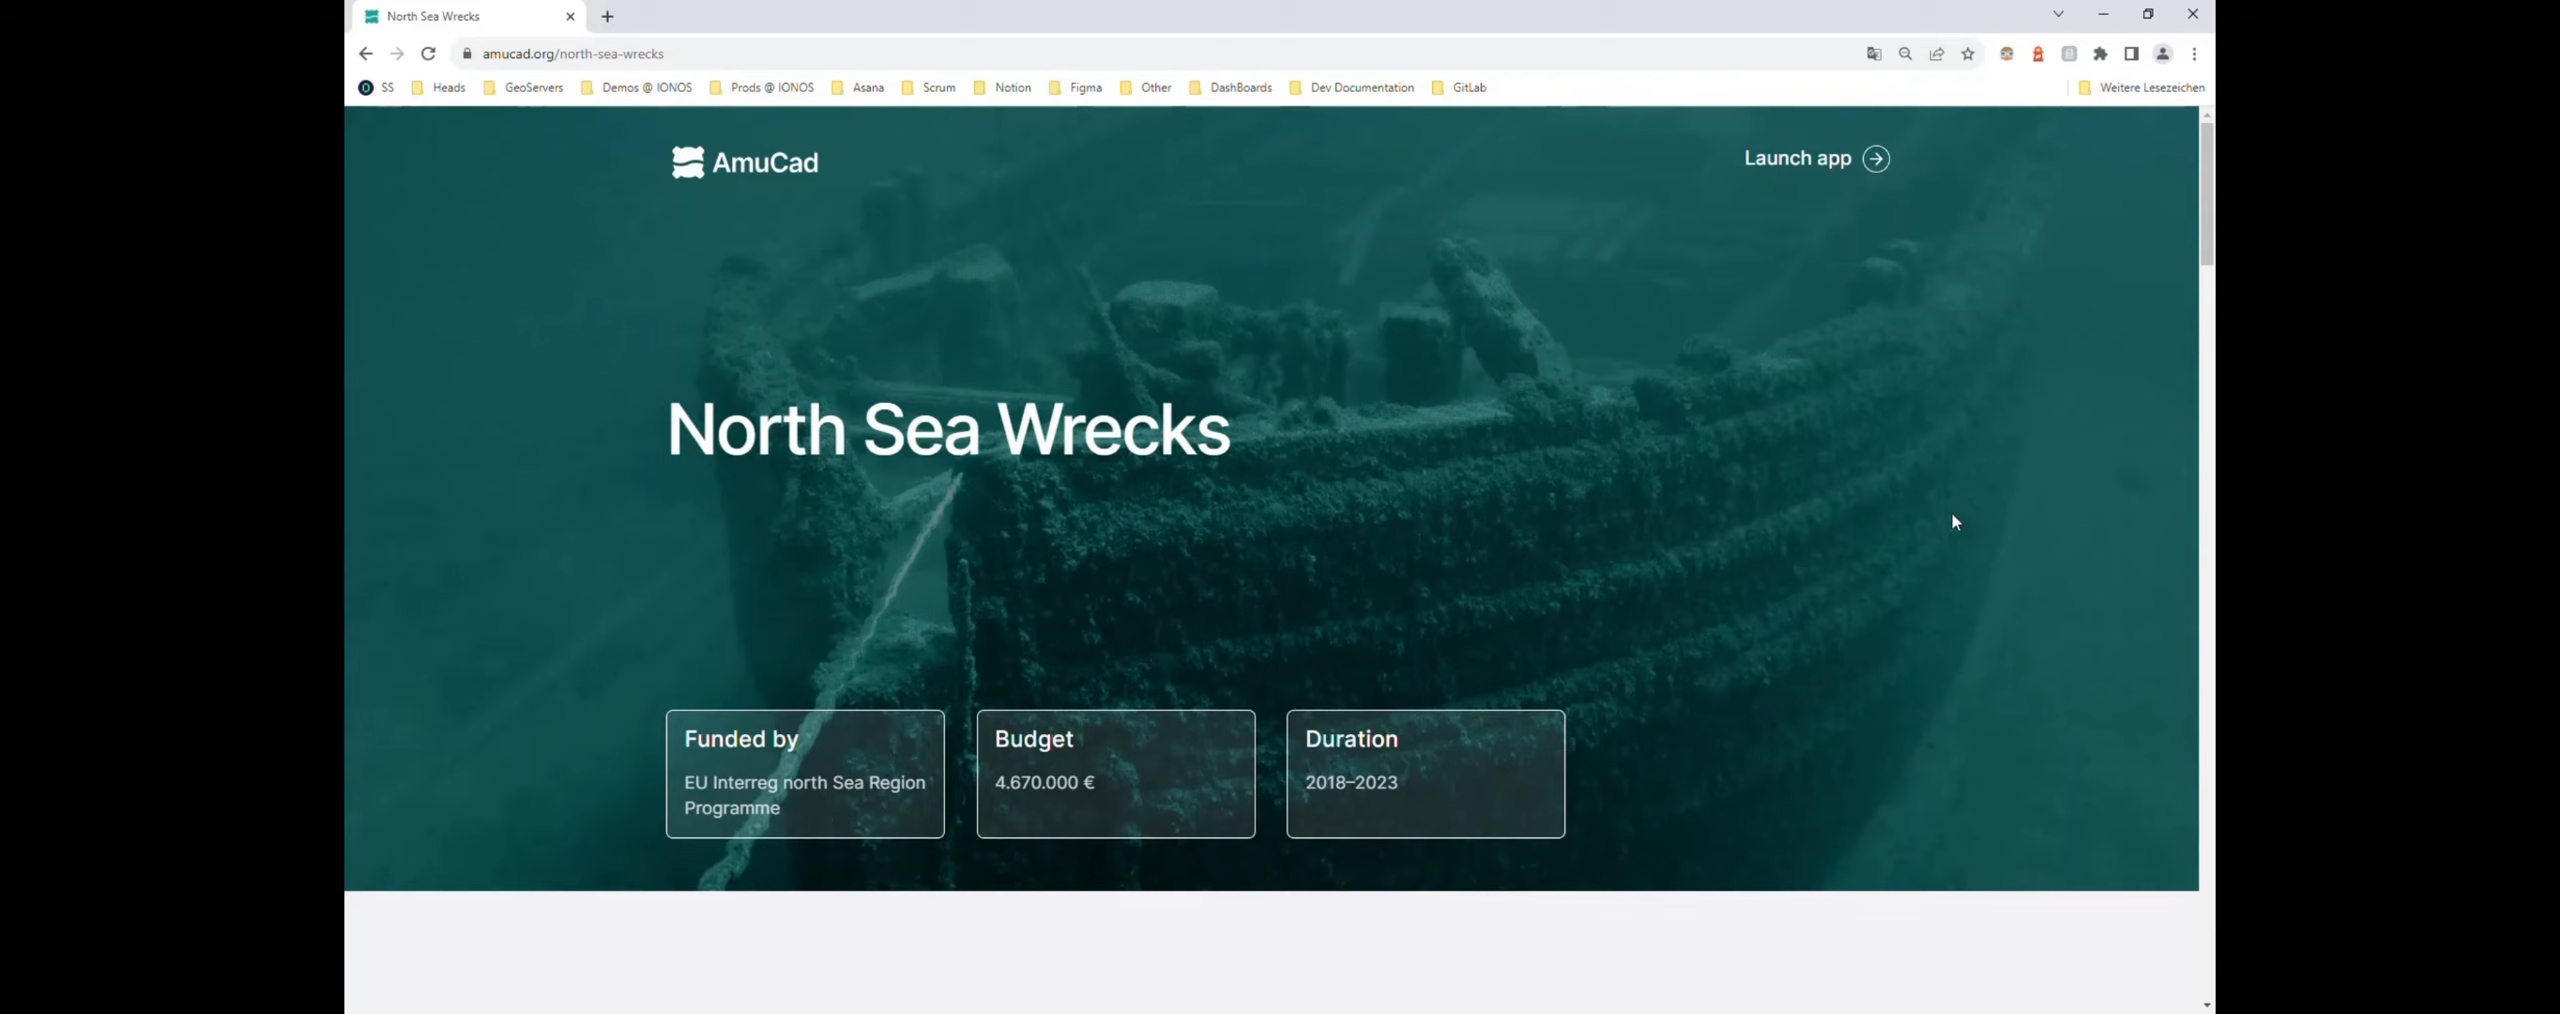 North Sea Wrecks
amucad.org/north-sea-wrecks
SS Heads GeoServers Demos @ IONOS Prods @ IONOS Asana Scrum Notion Figma Other DashBoards Dev Documentation GitLab Weitere Lesezeichen
AmuCad Launch app
North Sea Wrecks
Funded by
EU Interreg north Sea Region
Programme
Budget
4.670.000 €
Duration
2018–2023